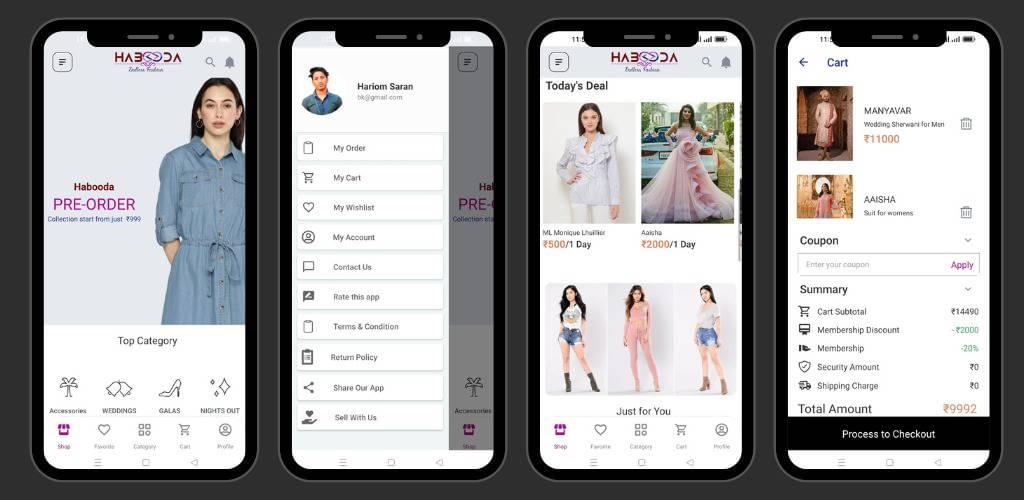 HABOODA
Endless Fashion
Habooda
PRE-ORDER
Collection start from just ₹999
Top Category
Accessories
WEDDINGS
GALAS
NIGHTS OUT
Shop
Favorite
Category
Cart
Profile
Hariom Saran
bk@gmail.com
My Order
My Cart
My Wishlist
My Account
Contact Us
Rate this app
Terms & Condition
Return Policy
Share Our App
Sell With Us
Hal
PRE-
Collection sta
Accessories
Shop
HABOODA
Endless Fashion
Today's Deal
ML Monique Lhuillier
₹500/1 Day
Aaisha
₹2000/1 Day
Just for You
Shop
Favorite
Category
Cart
Profile
Cart
MANYAVAR
Wedding Sherwani for Men
₹11000
AAISHA
Suit for womens
Coupon
Enter your coupon
Apply
Summary
Cart Subtotal ₹14490
Membership Discount -₹2000
Membership -20%
Security Amount ₹0
Shipping Charge ₹0
Total Amount ₹9992
Process to Checkout